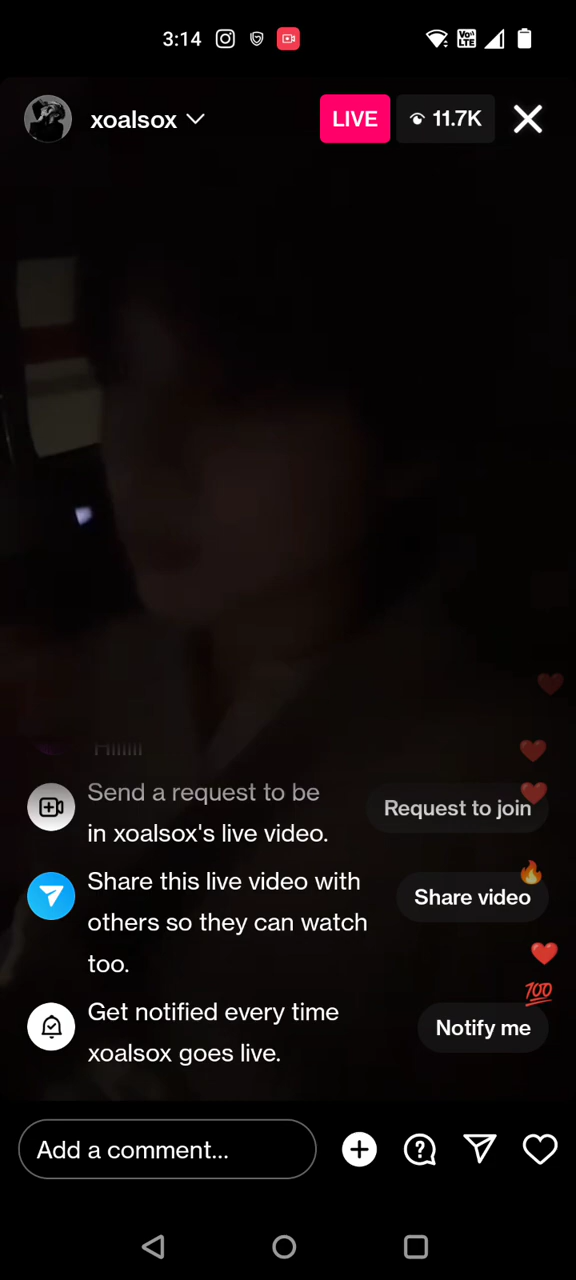 3:14
Vo LTE
xoalsox
LIVE
11.7K
Send a request to be
in xoalsox's live video.
Request to join
Share this live video with
others so they can watch
too.
Share video
💯
Get notified every time
xoalsox goes live.
Notify me
Add a comment...